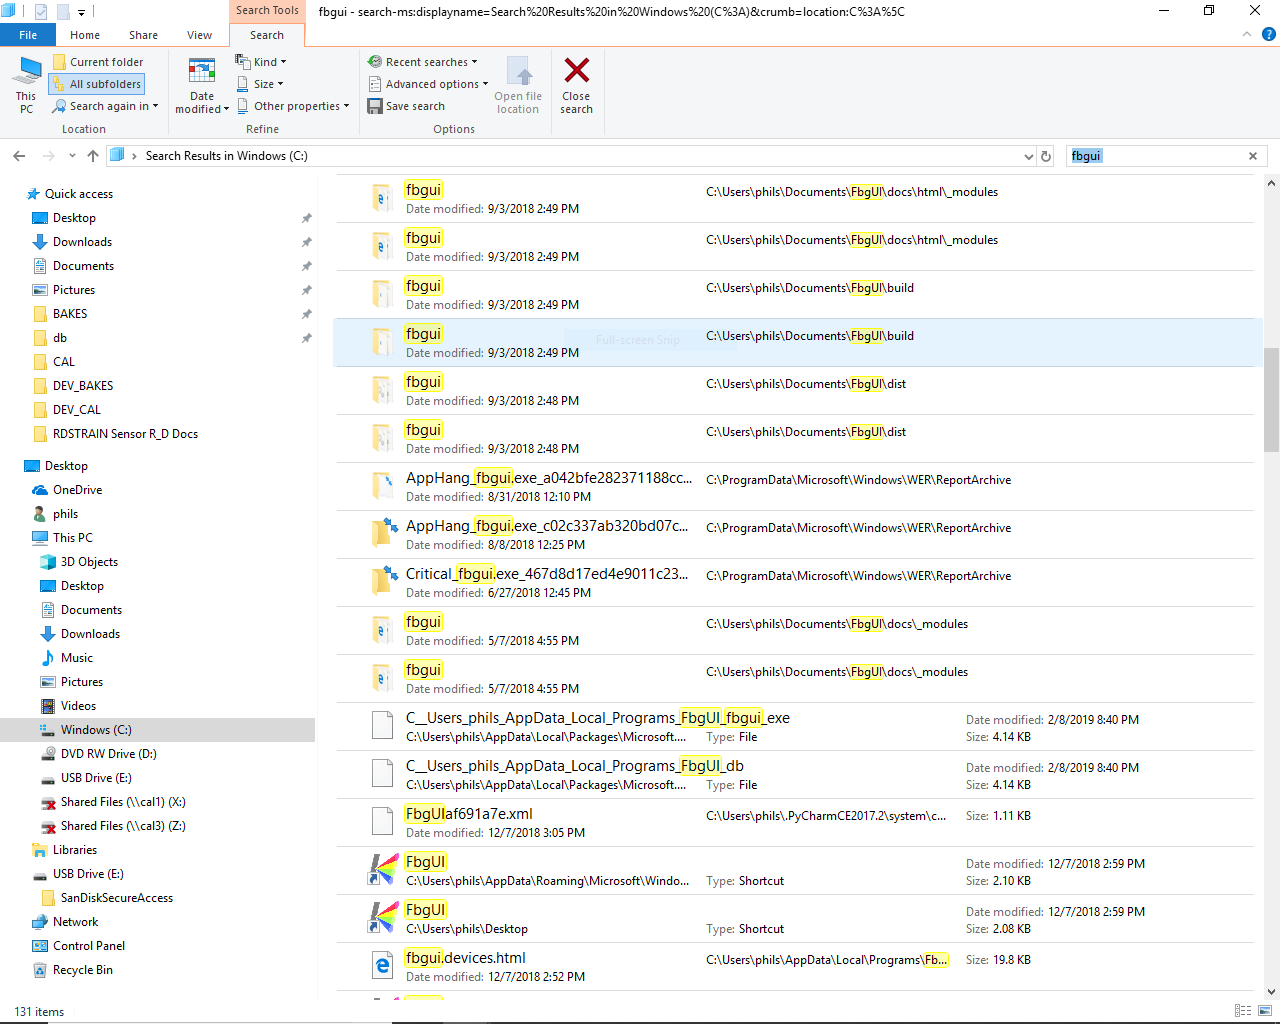 Search Tools
fbgui - search-ms:displayname=Search%20Results%20in%20Windows%20(C%3A)&crumb=location:C%3A%5C
File
Home
Share
View
Search
This PC
Current folder
All subfolders
Search again in
Location
Date modified
Kind
Size
Other properties
Refine
Recent searches
Advanced options
Save search
Open file location
Options
Close search
Search Results in Windows (C:)
fbgui
Quick access
Desktop
Downloads
Documents
Pictures
BAKES
db
CAL
DEV_BAKES
DEV_CAL
RDSTRAIN Sensor R_D Docs
Desktop
OneDrive
phils
This PC
3D Objects
Desktop
Documents
Downloads
Music
Pictures
Videos
Windows (C:)
DVD RW Drive (D:)
USB Drive (E:)
Shared Files (\\cal1) (X:)
Shared Files (\\cal3) (Z:)
Libraries
USB Drive (E:)
SanDiskSecureAccess
Network
Control Panel
Recycle Bin
fbgui C:\Users\phils\Documents\FbgUI\docs\html\_modules
Date modified: 9/3/2018 2:49 PM
fbgui C:\Users\phils\Documents\FbgUI\docs\html\_modules
Date modified: 9/3/2018 2:49 PM
fbgui C:\Users\phils\Documents\FbgUI\build
Date modified: 9/3/2018 2:49 PM
fbgui C:\Users\phils\Documents\FbgUI\build
Full-screen Snip
Date modified: 9/3/2018 2:49 PM
fbgui C:\Users\phils\Documents\FbgUI\dist
Date modified: 9/3/2018 2:48 PM
fbgui C:\Users\phils\Documents\FbgUI\dist
Date modified: 9/3/2018 2:48 PM
AppHang_fbgui.exe_a042bfe282371188cc... C:\ProgramData\Microsoft\Windows\WER\ReportArchive
Date modified: 8/31/2018 12:10 PM
AppHang_fbgui.exe_c02c337ab320bd07c... C:\ProgramData\Microsoft\Windows\WER\ReportArchive
Date modified: 8/8/2018 12:25 PM
Critical_fbgui.exe_467d8d17ed4e9011c23... C:\ProgramData\Microsoft\Windows\WER\ReportArchive
Date modified: 6/27/2018 12:45 PM
fbgui C:\Users\phils\Documents\FbgUI\docs\_modules
Date modified: 5/7/2018 4:55 PM
fbgui C:\Users\phils\Documents\FbgUI\docs\_modules
Date modified: 5/7/2018 4:55 PM
C__Users_phils_AppData_Local_Programs_FbgUI_fbgui_exe Date modified: 2/8/2019 8:40 PM
C:\Users\phils\AppData\Local\Packages\Microsoft.... Type: File Size: 4.14 KB
C__Users_phils_AppData_Local_Programs_FbgUI_db Date modified: 2/8/2019 8:40 PM
C:\Users\phils\AppData\Local\Packages\Microsoft.... Type: File Size: 4.14 KB
FbgUIaf691a7e.xml C:\Users\phils\.PyCharmCE2017.2\system\c... Size: 1.11 KB
Date modified: 12/7/2018 3:05 PM
FbgUI Date modified: 12/7/2018 2:59 PM
C:\Users\phils\AppData\Roaming\Microsoft\Windo... Type: Shortcut Size: 2.10 KB
FbgUI Date modified: 12/7/2018 2:59 PM
C:\Users\phils\Desktop Type: Shortcut Size: 2.08 KB
fbgui.devices.html C:\Users\phils\AppData\Local\Programs\Fb... Size: 19.8 KB
Date modified: 12/7/2018 2:52 PM
131 items